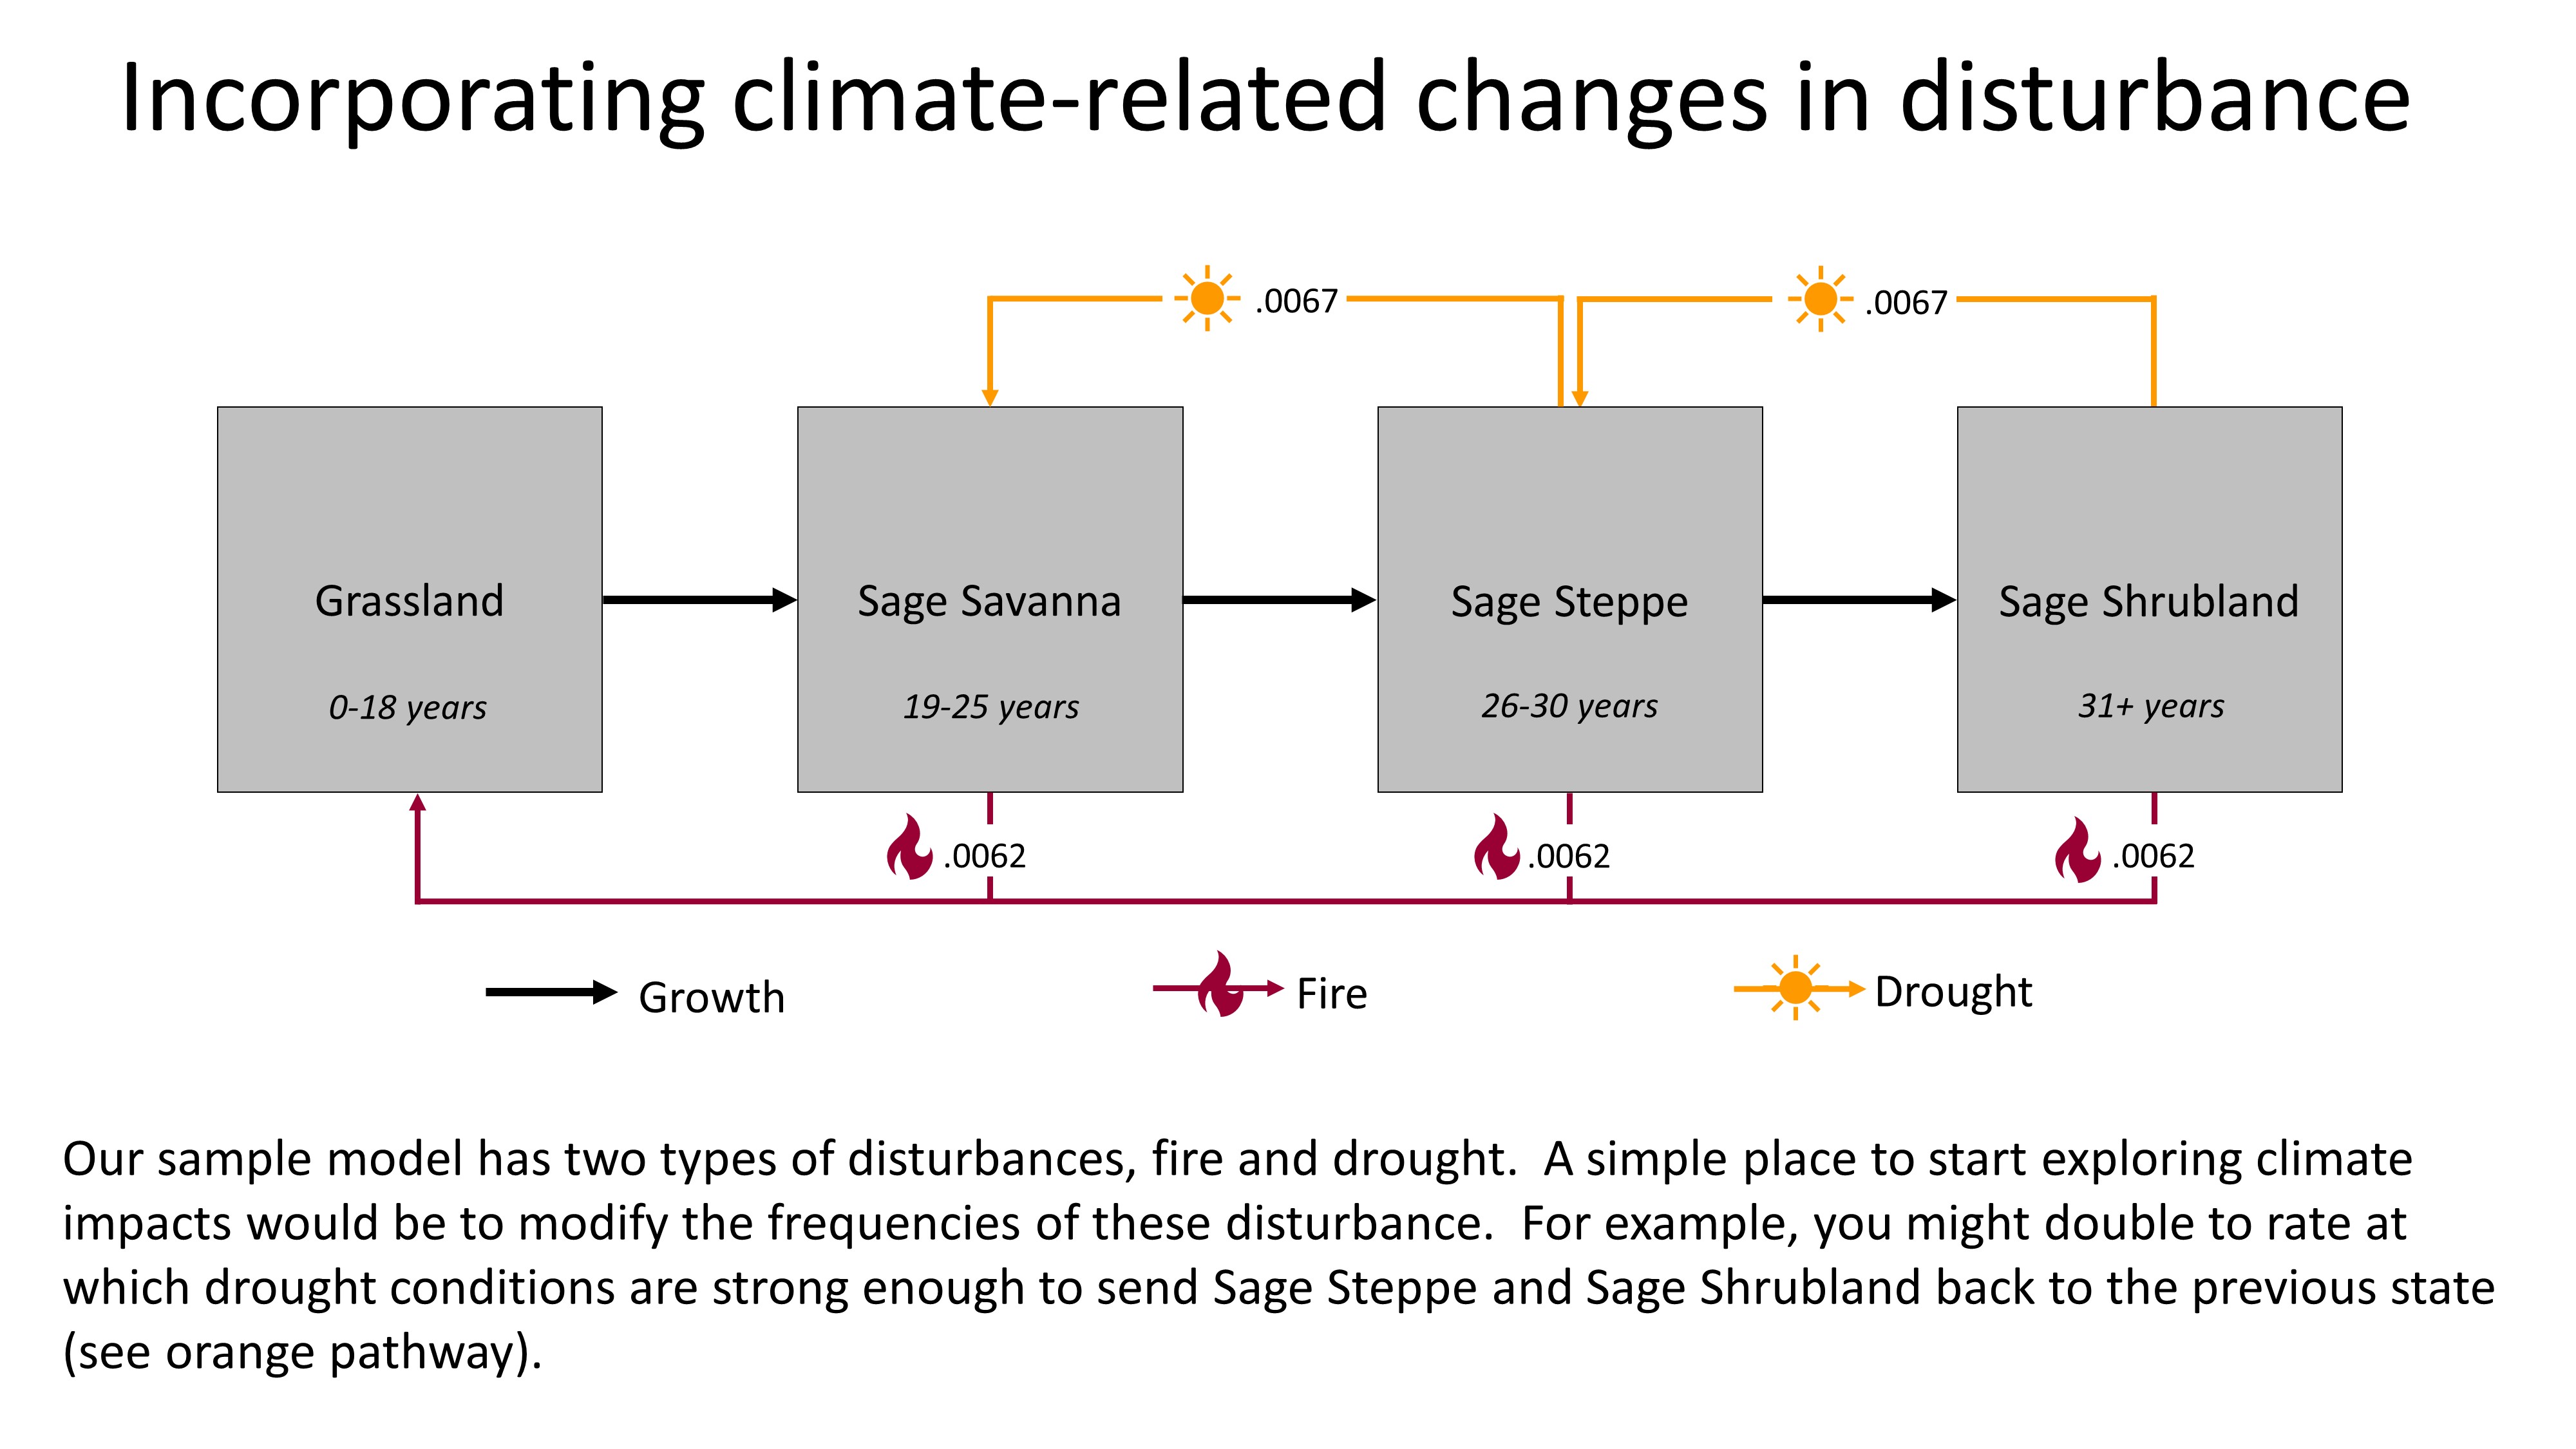 Incorporating climate-related changes in disturbance
.0067
.0067
Grassland
Sage Savanna
Sage Steppe
Sage Shrubland
0-18 years
19-25 years
26-30 years
31+ years
.0062
.0062
.0062
Growth
Fire
Drought
Our sample model has two types of disturbances, fire and drought.  A simple place to start exploring climate
impacts would be to modify the frequencies of these disturbance.  For example, you might double to rate at
which drought conditions are strong enough to send Sage Steppe and Sage Shrubland back to the previous state
(see orange pathway).